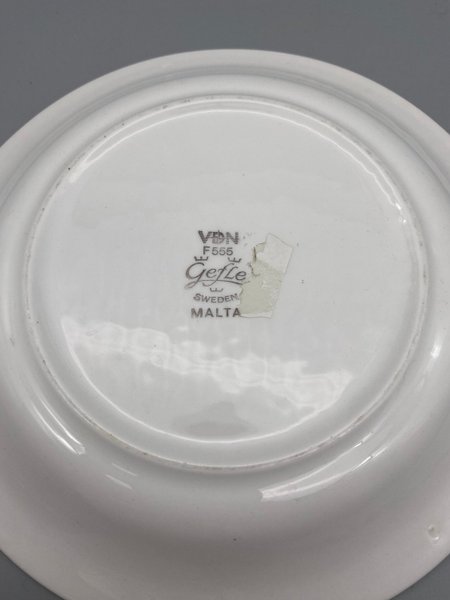 VDN
F555
Gefle
SWEDEN
MALTA